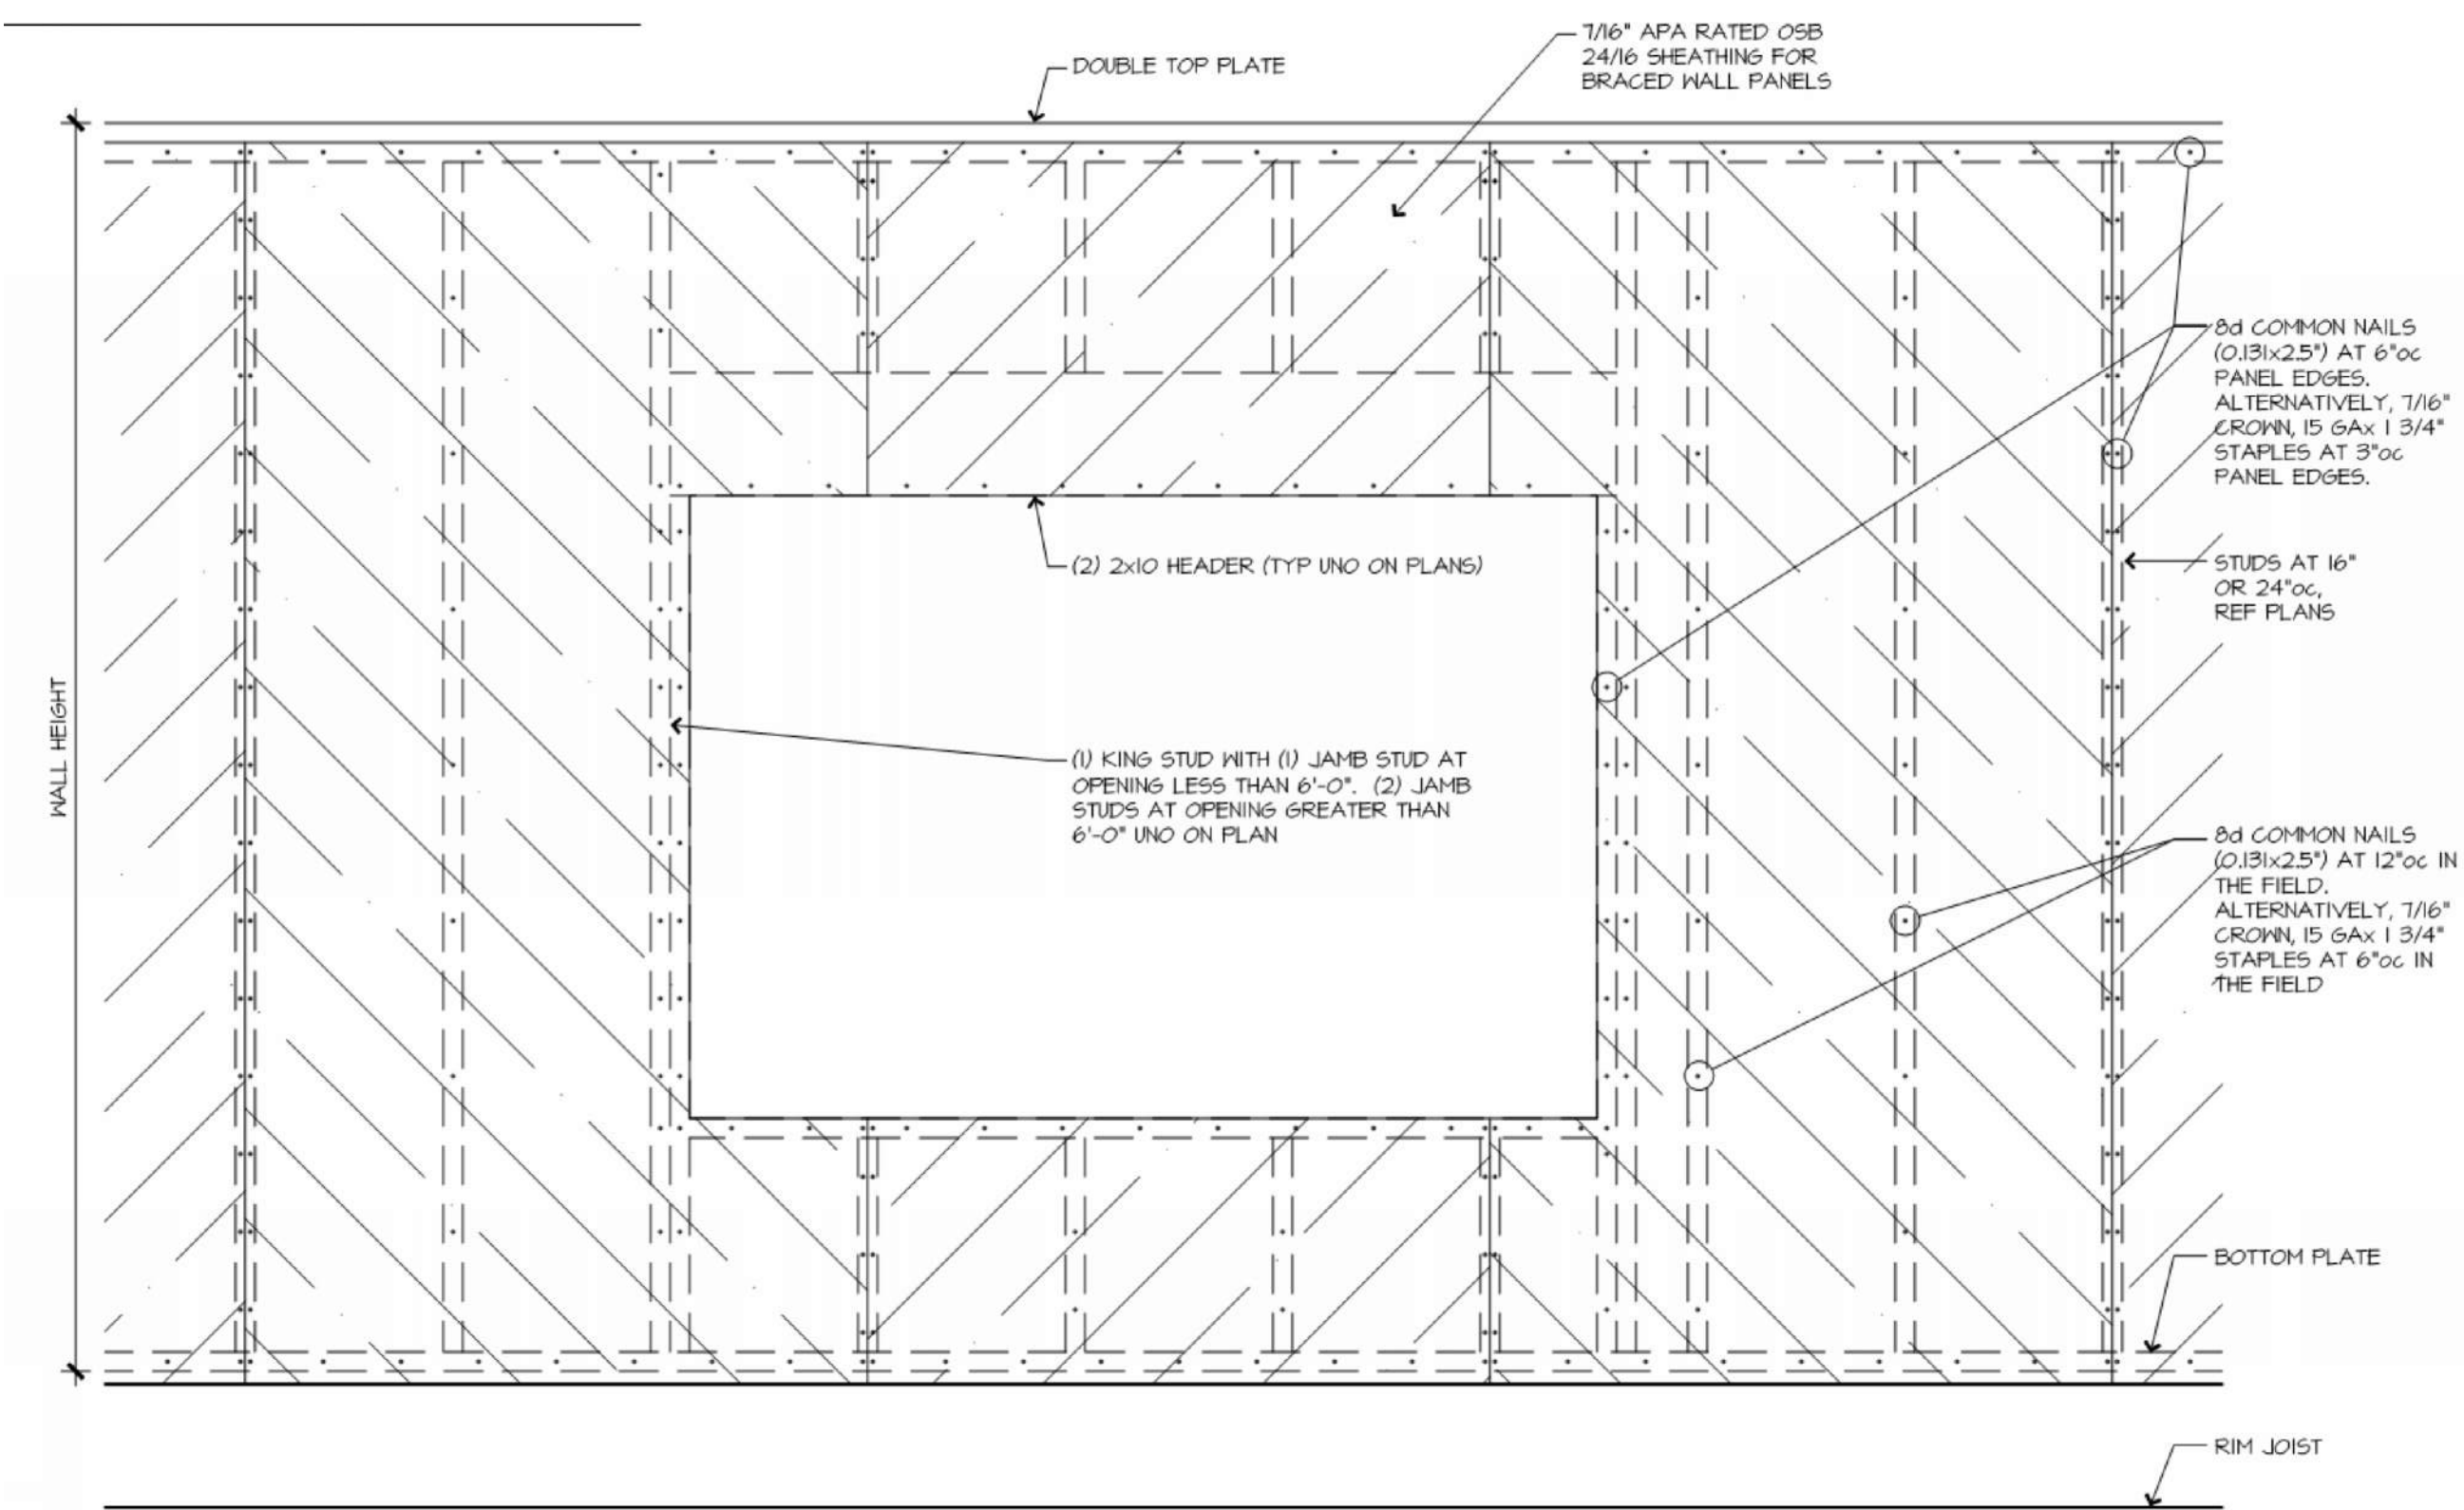 7/16" APA RATED OSB
24/16 SHEATHING FOR
BRACED WALL PANELS
DOUBLE TOP PLATE
8d COMMON NAILS
(0.131x2.5") AT 6"oc
PANEL EDGES.
ALTERNATIVELY, 7/16"
CROWN, 15 GAx 1 3/4"
STAPLES AT 3"oc
PANEL EDGES.
(2) 2x10 HEADER (TYP UNO ON PLANS)
STUDS AT 16"
OR 24"oc,
REF PLANS
WALL HEIGHT
(1) KING STUD WITH (1) JAMB STUD AT
OPENING LESS THAN 6'-0". (2) JAMB
STUDS AT OPENING GREATER THAN
6'-0" UNO ON PLAN
8d COMMON NAILS
(0.131x2.5") AT 12"oc IN
THE FIELD.
ALTERNATIVELY, 7/16"
CROWN, 15 GAx 1 3/4"
STAPLES AT 6"oc IN
THE FIELD
BOTTOM PLATE
RIM JOIST